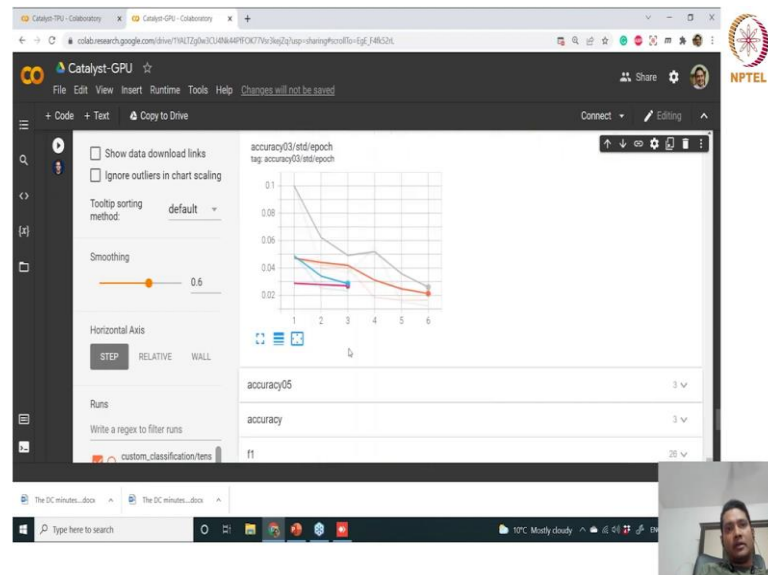 Catalyst-TPU - Colaboratory
Catalyst-GPU - Colaboratory
NPTEL
Catalyst-GPU
Share
File Edit View Insert Runtime Tools Help Changes will not be saved
+ Code + Text Copy to Drive
Connect
Editing
Show data download links
Ignore outliers in chart scaling
Tooltip sorting
method:
default
Smoothing
0.6
Horizontal Axis
STEP RELATIVE WALL
Runs
Write a regex to filter runs
custom_classification/tens
accuracy03/std/epoch
tag: accuracy03/std/epoch
0.1
0.08
0.06
0.04
0.02
1 2 3 4 5 6
accuracy05 3
accuracy 3
f1 26
The DC minutes....docx
The DC minutes....docx
Type here to search
10°C Mostly cloudy